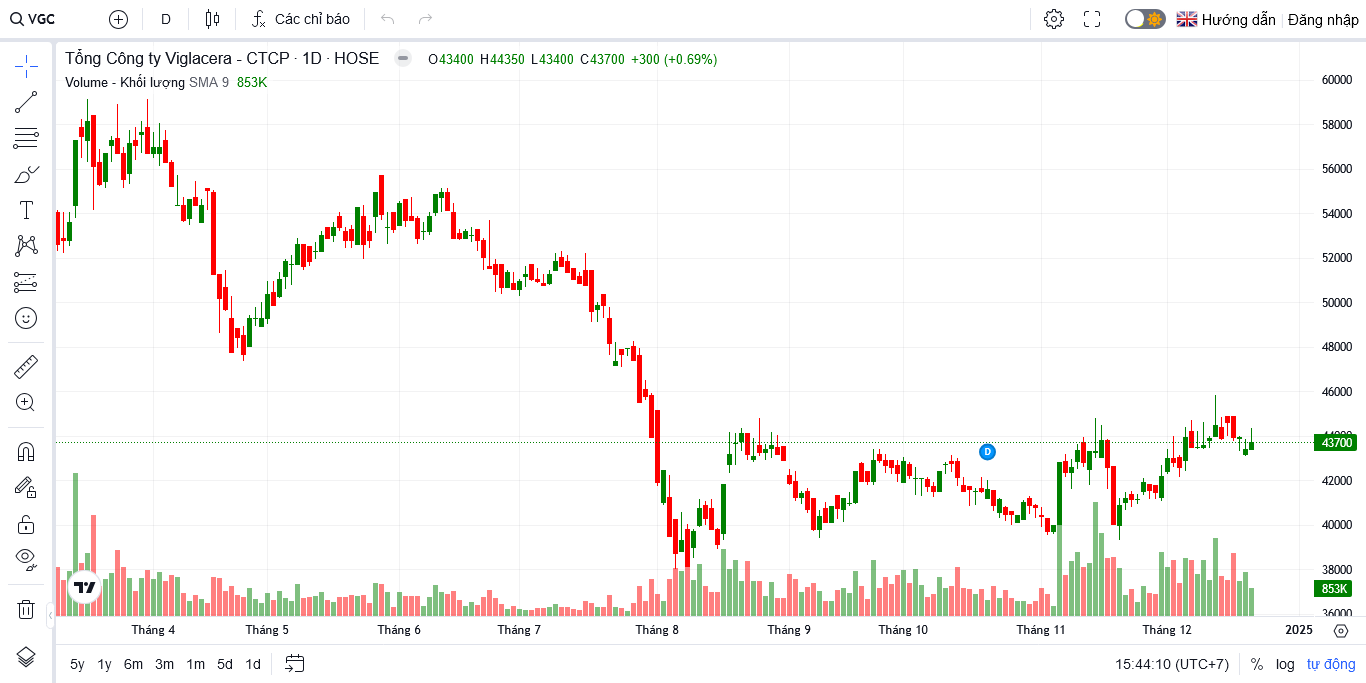 VGC D Các chỉ báo Hướng dẫn Đăng nhập
Tổng Công ty Viglacera - CTCP · 1D · HOSE O43400 H44350 L43400 C43700 +300 (+0.69%)
Volume - Khối lượng SMA 9 853K
60000
58000
56000
54000
52000
50000
48000
46000
44000
43700
42000
40000
38000
853K
36000
D
Tháng 4 Tháng 5 Tháng 6 Tháng 7 Tháng 8 Tháng 9 Tháng 10 Tháng 11 Tháng 12 2025
5y 1y 6m 3m 1m 5d 1d 15:44:10 (UTC+7) % log tự động